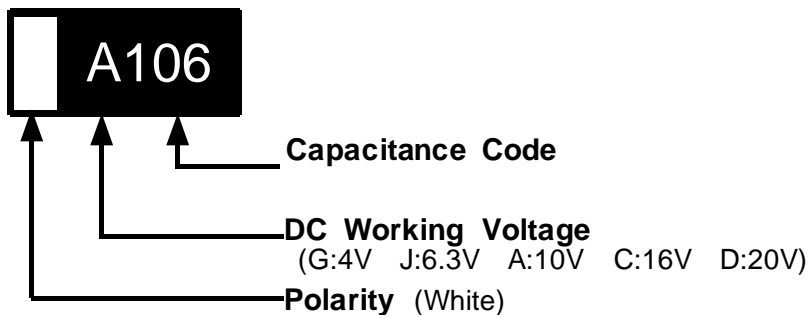 A106
Capacitance Code
DC Working Voltage
(G:4V J:6.3V A:10V C:16V D:20V)
Polarity (White)